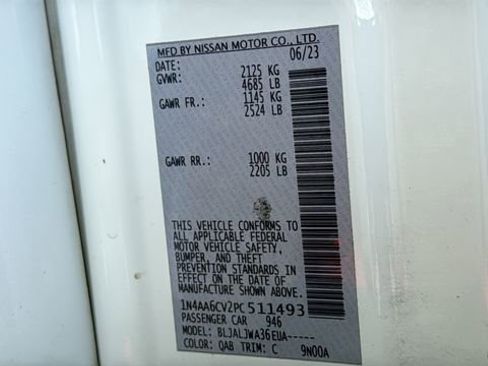 MFD BY NISSAN MOTOR CO., LTD.
DATE: 06/23
GVWR: 2125 KG
4685 LB
GAWR FR.: 1145 KG
2524 LB
GAWR RR.: 1000 KG
2205 LB
THIS VEHICLE CONFORMS TO
ALL APPLICABLE FEDERAL
MOTOR VEHICLE SAFETY,
BUMPER, AND THEFT
PREVENTION STANDARDS IN
EFFECT ON THE DATE OF
MANUFACTURE SHOWN ABOVE.
1N4AA6CV2PC511493
PASSENGER CAR 946
MODEL: BLJALJWA36EUA-----
COLOR: QAB TRIM: C 9N00A